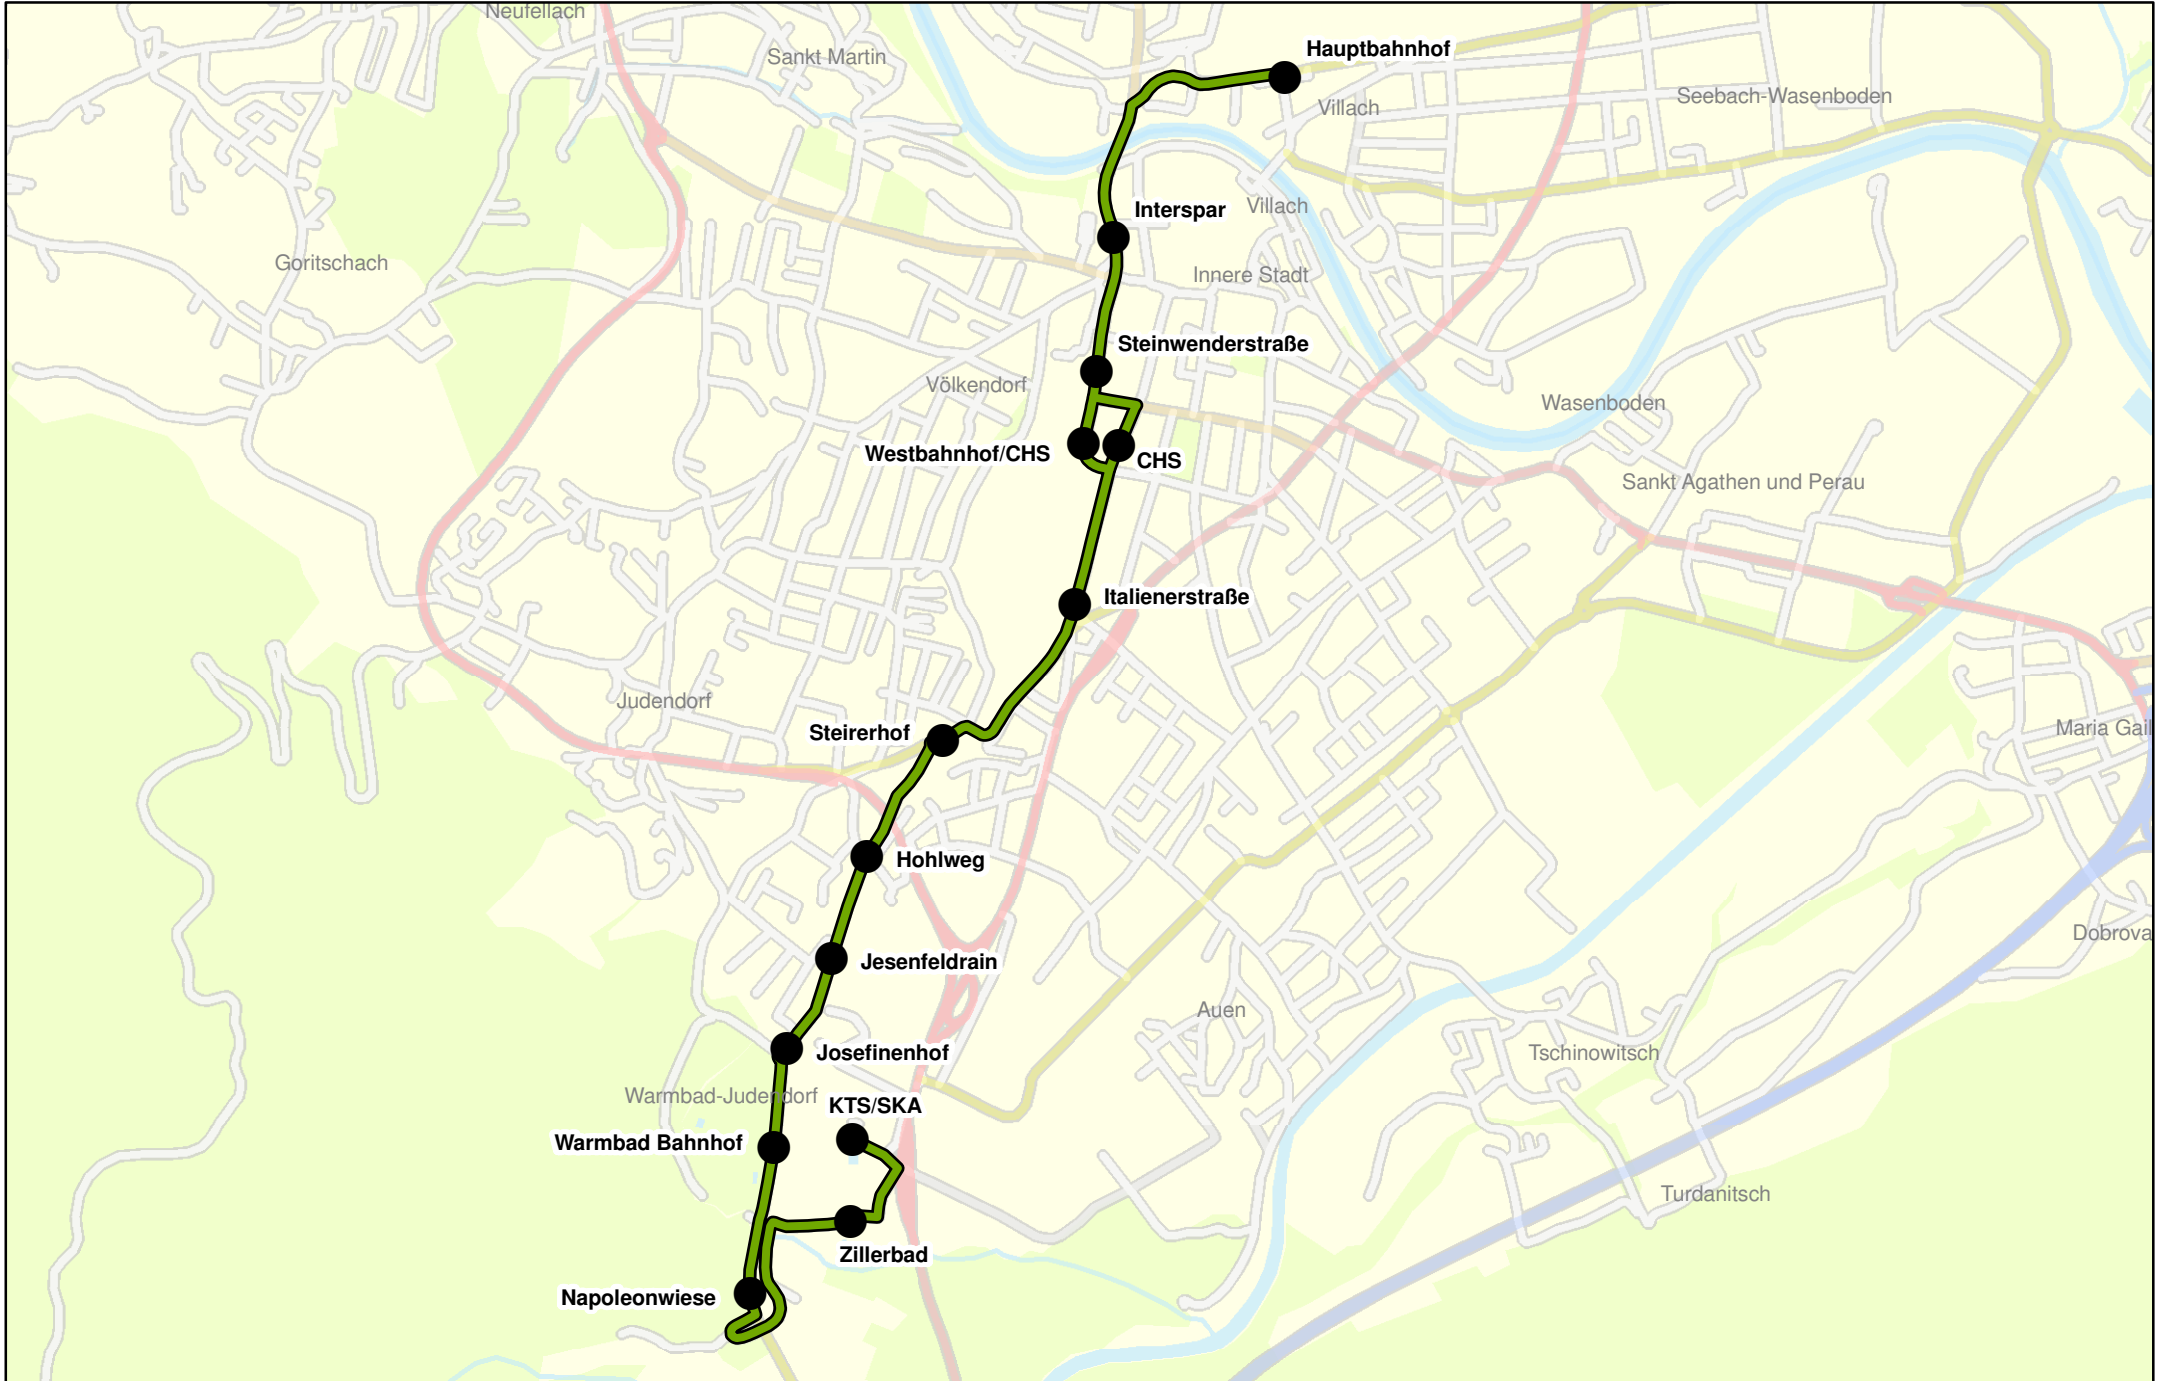 Neufellach
Sankt Martin
Hauptbahnhof
Villach
Seebach-Wasenboden
Interspar
Villach
Goritschach
Innere Stadt
Steinwenderstraße
Völkendorf
Wasenboden
Westbahnhof/CHS
CHS
Sankt Agathen und Perau
Italienerstraße
Judendorf
Steirerhof
Maria Gail
Hohlweg
Dobrova
Jesenfeldrain
Auen
Josefinenhof
Tschinowitsch
Warmbad-Judendorf
KTS/SKA
Warmbad Bahnhof
Turdanitsch
Zillerbad
Napoleonwiese